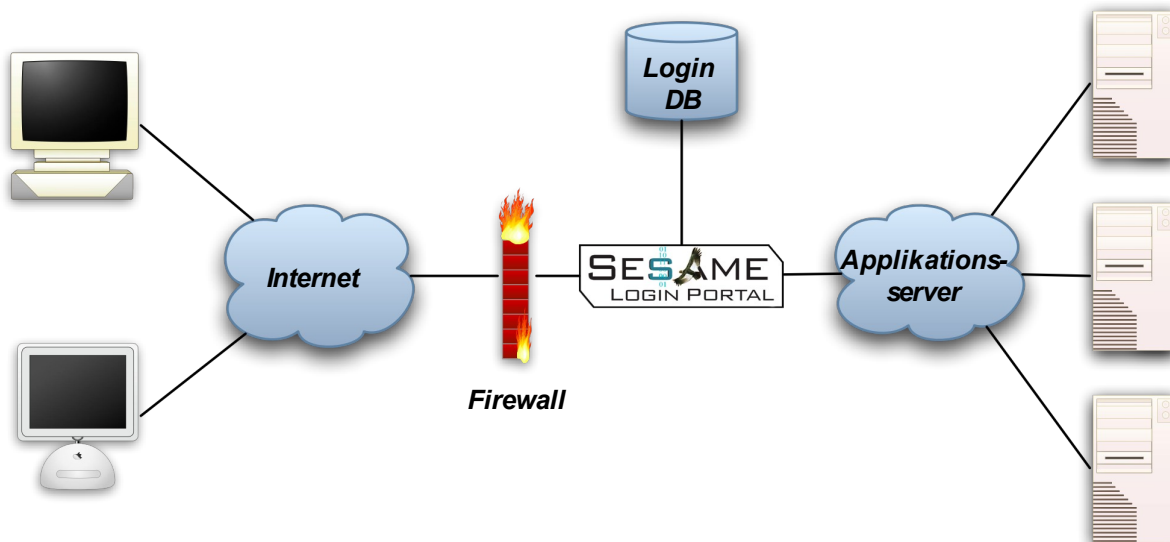 Login
DB
Internet
SESAME
LOGIN PORTAL
Applikations-
server
Firewall